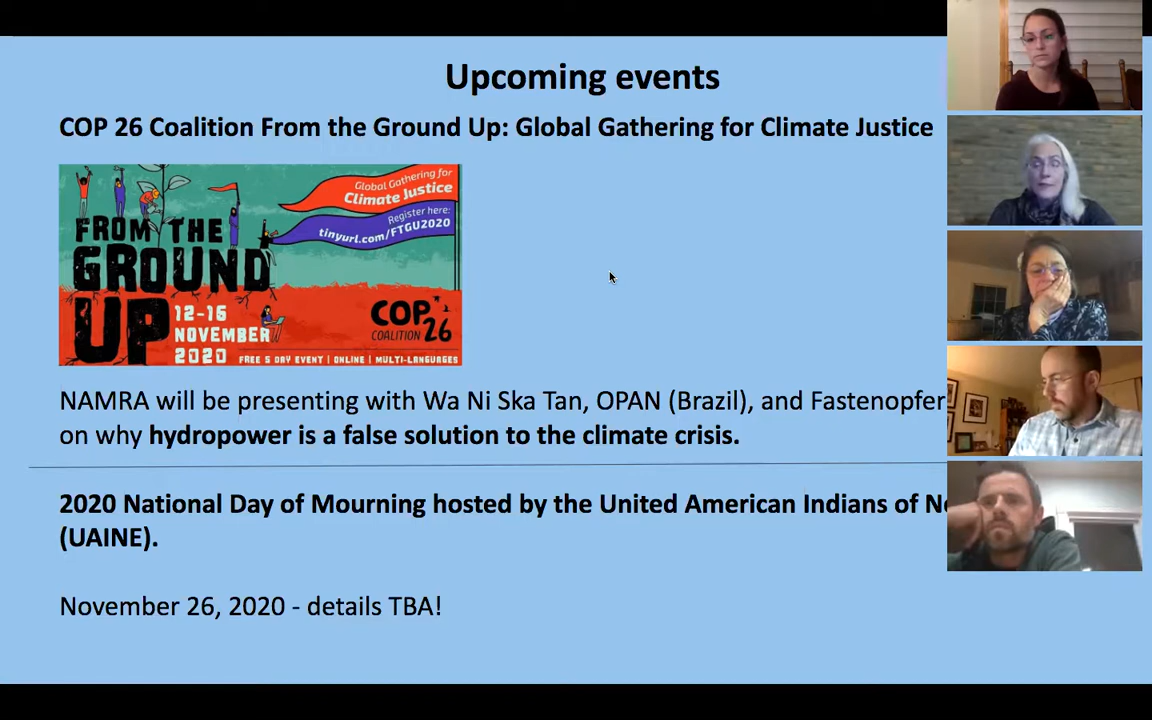 Upcoming events
COP 26 Coalition From the Ground Up: Global Gathering for Climate Justice
Global Gathering for
Climate Justice
Register here:
tinyurl.com/FTGU2020
FROM THE
GROUND
UP
12-15
NOVEMBER
2020
FREE 5 DAY EVENT | ONLINE | MULTI-LANGUAGES
COP
26
COALITION
NAMRA will be presenting with Wa Ni Ska Tan, OPAN (Brazil), and Fastenopfer
on why hydropower is a false solution to the climate crisis.
2020 National Day of Mourning hosted by the United American Indians of
(UAINE).
November 26, 2020 - details TBA!